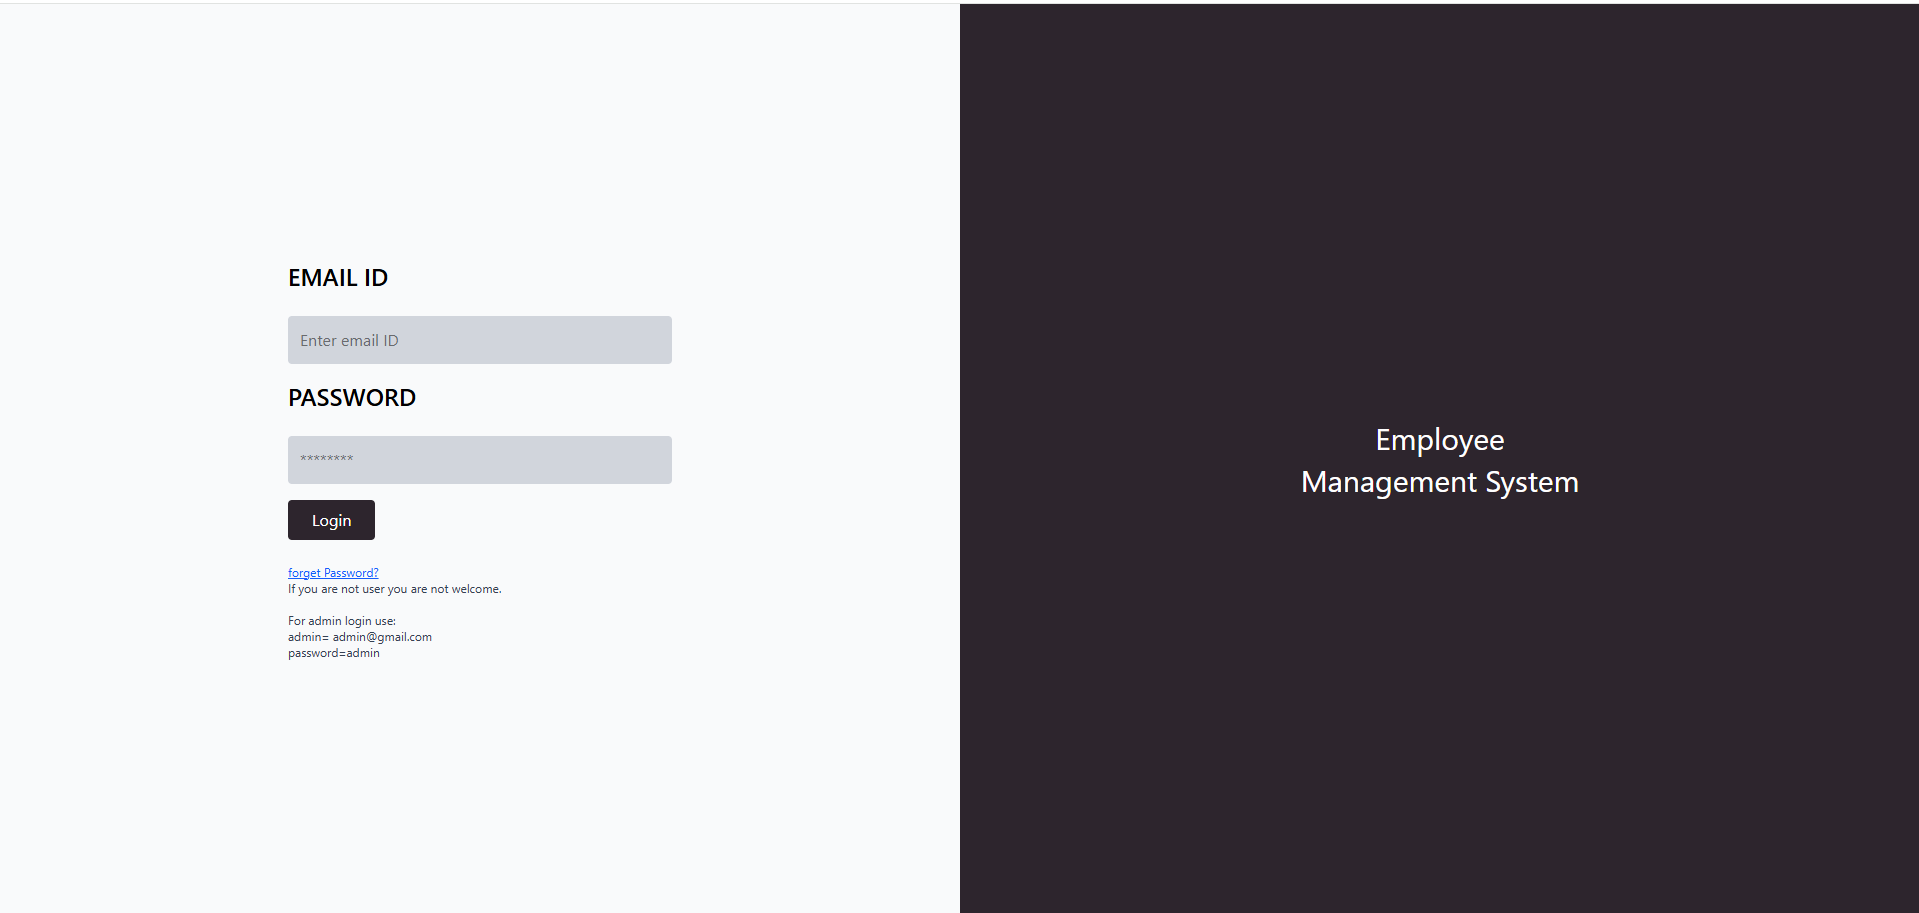 EMAIL ID
Enter email ID
PASSWORD
********
Login
forget Password?
If you are not user you are not welcome.
For admin login use:
admin= admin@gmail.com
password=admin
Employee
Management System